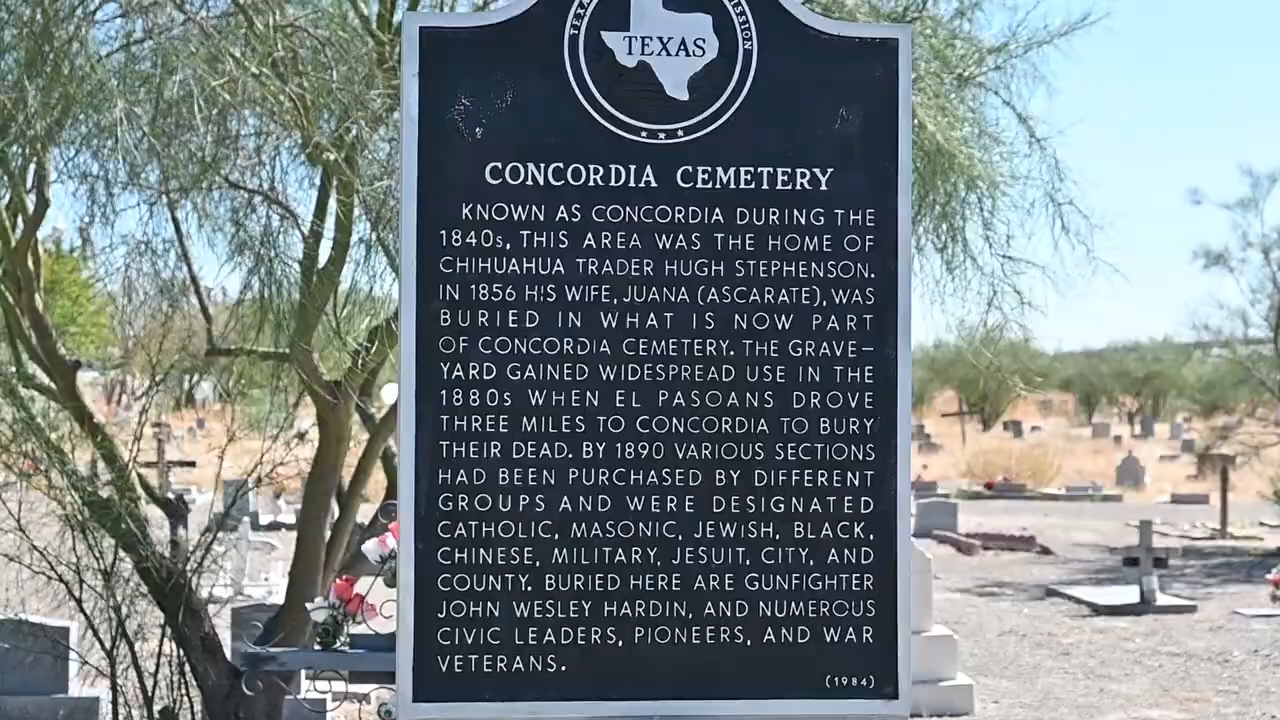 TEXAS
CONCORDIA CEMETERY
KNOWN AS CONCORDIA DURING THE
1840s, THIS AREA WAS THE HOME OF
CHIHUAHUA TRADER HUGH STEPHENSON.
IN 1856 HIS WIFE, JUANA (ASCARATE), WAS
BURIED IN WHAT IS NOW PART
OF CONCORDIA CEMETERY. THE GRAVE-
YARD GAINED WIDESPREAD USE IN THE
1880s WHEN EL PASOANS DROVE
THREE MILES TO CONCORDIA TO BURY
THEIR DEAD. BY 1890 VARIOUS SECTIONS
HAD BEEN PURCHASED BY DIFFERENT
GROUPS AND WERE DESIGNATED
CATHOLIC, MASONIC, JEWISH, BLACK,
CHINESE, MILITARY, JESUIT, CITY, AND
COUNTY. BURIED HERE ARE GUNFIGHTER
JOHN WESLEY HARDIN, AND NUMEROUS
CIVIC LEADERS, PIONEERS, AND WAR
VETERANS.
(1984)